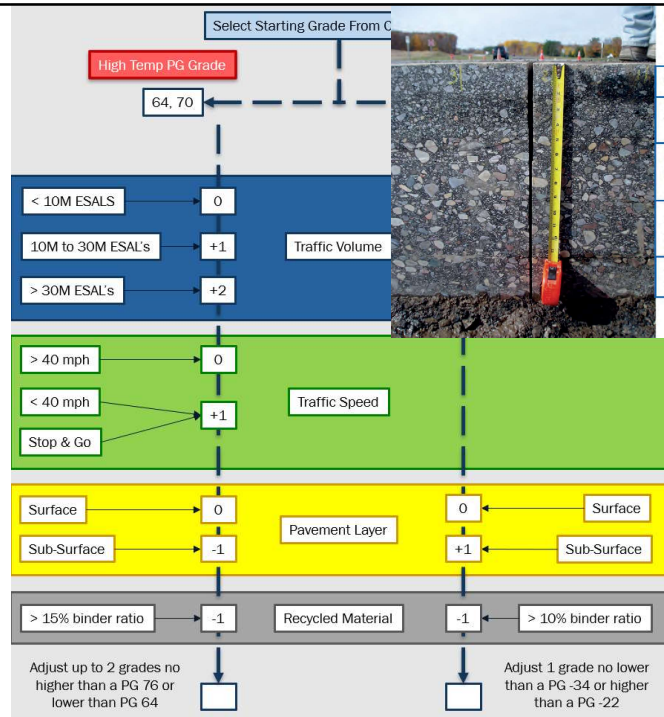 Select Starting Grade From
High Temp PG Grade
64, 70
< 10M ESALS
0
10M to 30M ESAL's
+1
Traffic Volume
> 30M ESAL's
+2
> 40 mph
0
< 40 mph
+1
Traffic Speed
Stop & Go
Surface
0
Pavement Layer
0
Surface
Sub-Surface
-1
+1
Sub-Surface
> 15% binder ratio
-1
Recycled Material
-1
> 10% binder ratio
Adjust up to 2 grades no
higher than a PG 76 or
lower than PG 64
Adjust 1 grade no lower
than a PG -34 or higher
than a PG -22